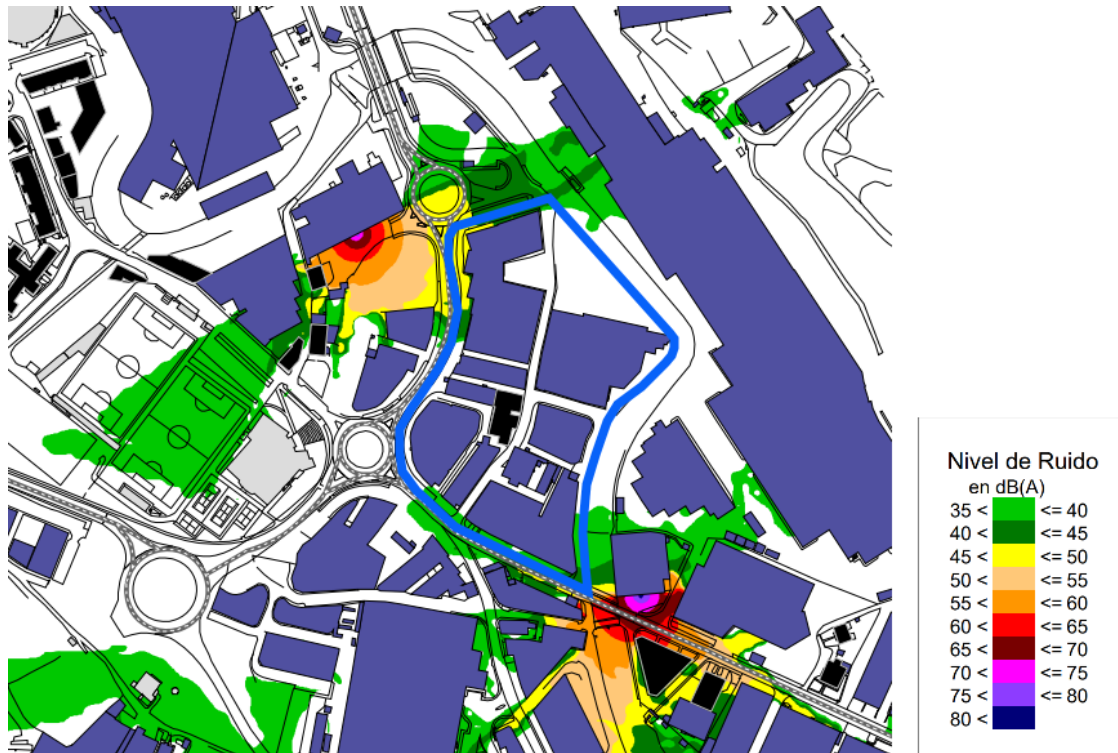 Nivel de Ruido
en dB(A)
35 < <= 40
40 < <= 45
45 < <= 50
50 < <= 55
55 < <= 60
60 < <= 65
65 < <= 70
70 < <= 75
75 < <= 80
80 <